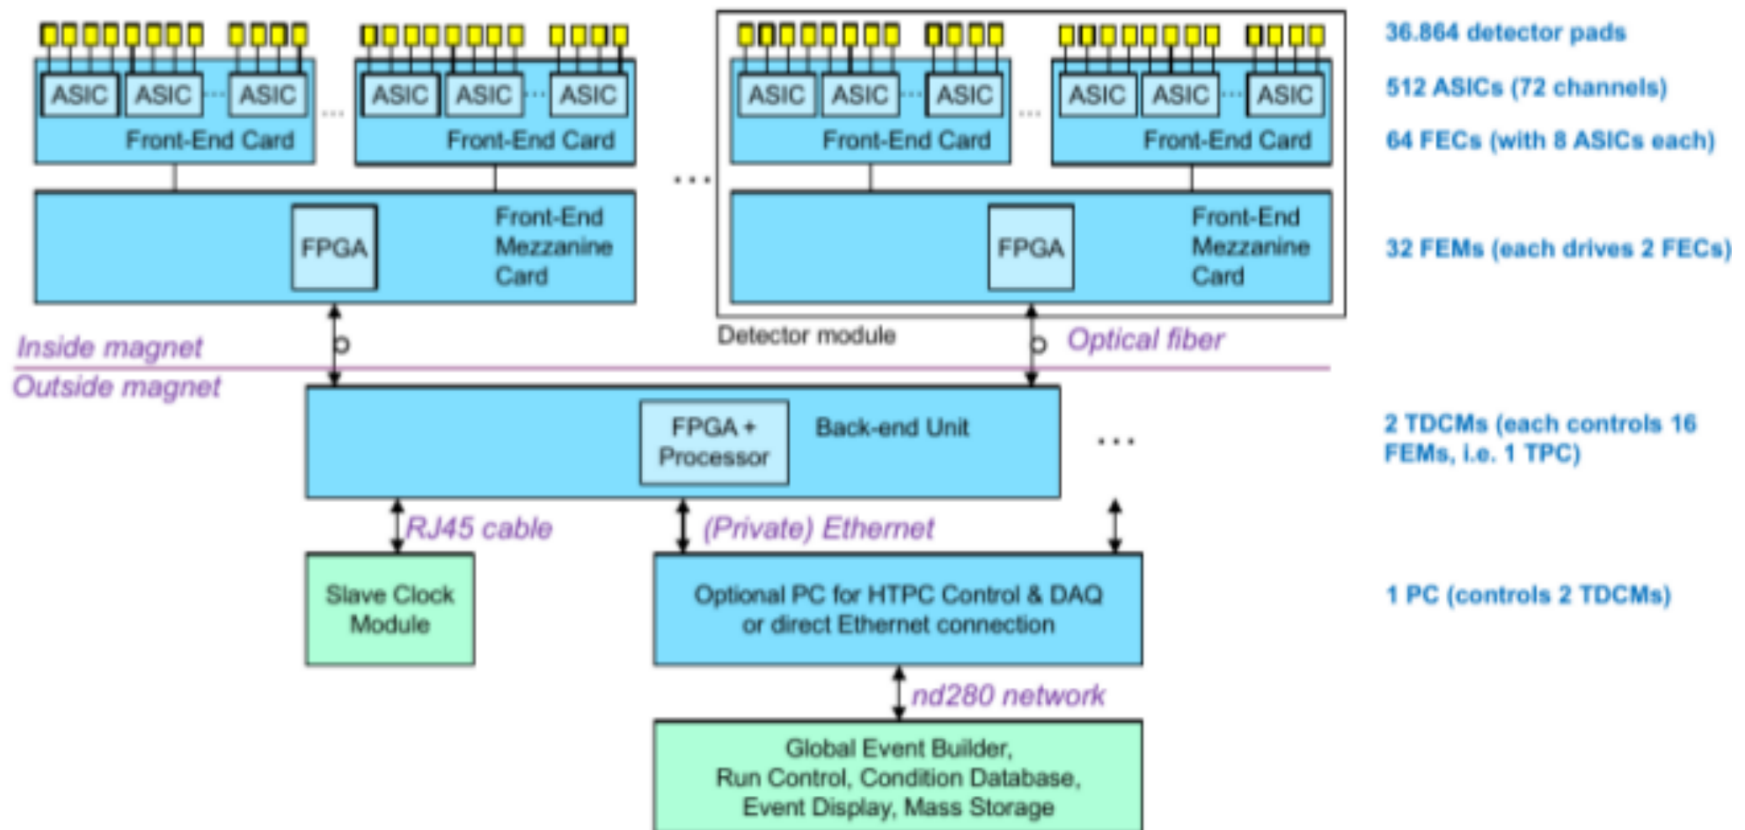 36.864 detector pads
ASIC ASIC ... ASIC ... ASIC ASIC ... ASIC ASIC ASIC ... ASIC ... ASIC ASIC ... ASIC
512 ASICs (72 channels)
Front-End Card Front-End Card Front-End Card Front-End Card
64 FECs (with 8 ASICs each)
...
FPGA
Front-End
Mezzanine
Card
FPGA
Front-End
Mezzanine
Card
32 FEMs (each drives 2 FECs)
Detector module
Inside magnet
Optical fiber
Outside magnet
FPGA +
Processor
Back-end Unit
...
2 TDCMs (each controls 16
FEMs, i.e. 1 TPC)
RJ45 cable
(Private) Ethernet
Slave Clock
Module
Optional PC for HTPC Control & DAQ
or direct Ethernet connection
1 PC (controls 2 TDCMs)
nd280 network
Global Event Builder,
Run Control, Condition Database,
Event Display, Mass Storage